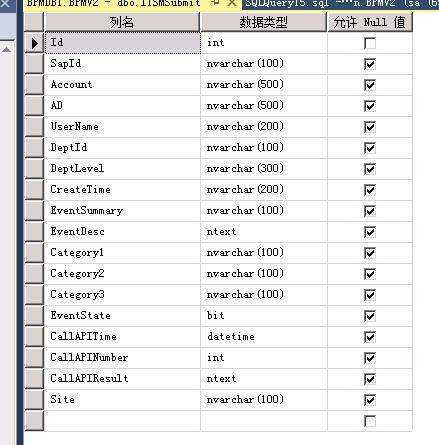 BPMDB1.BPMV2 - dbo.ITSMSubmit SQLQuery15.sql -...n.BPMV2 (sa (6
列名 数据类型 允许 Null 值
Id int
SapId nvarchar(100)
Account nvarchar(500)
AD nvarchar(500)
UserName nvarchar(200)
DeptId nvarchar(100)
DeptLevel nvarchar(300)
CreateTime nvarchar(200)
EventSummary nvarchar(100)
EventDesc ntext
Category1 nvarchar(100)
Category2 nvarchar(100)
Category3 nvarchar(100)
EventState bit
CallAPITime datetime
CallAPINumber int
CallAPIResult ntext
Site nvarchar(100)